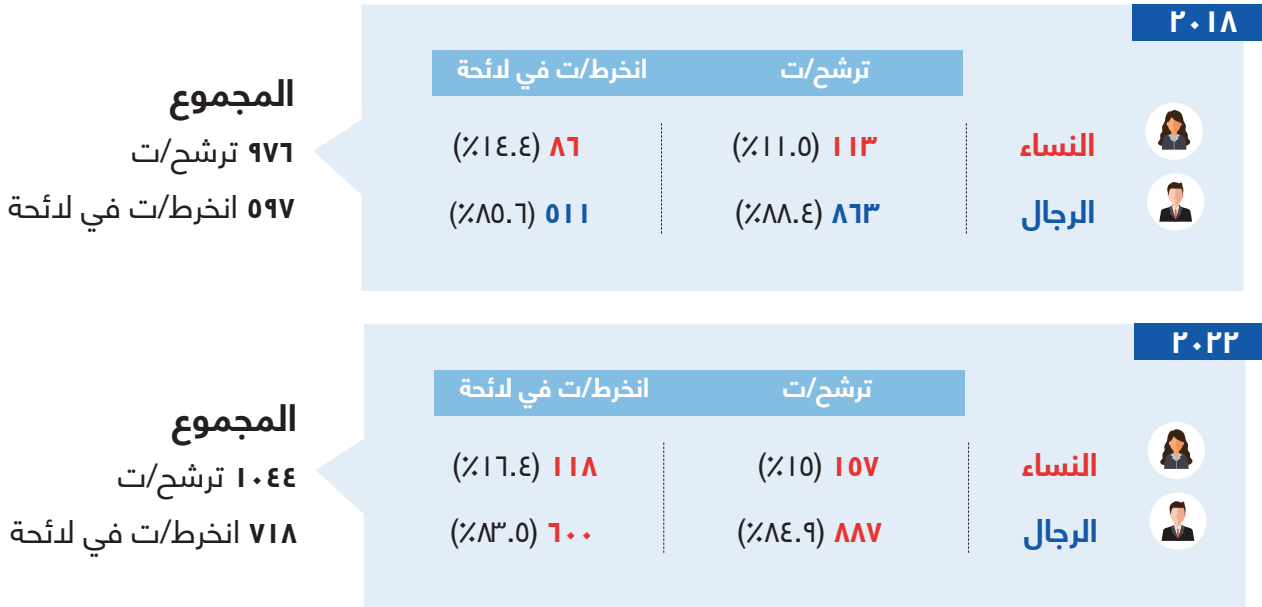 ٢٠١٨
ترشح/ت انخرط/ت في لائحة
النساء ١١٣ (١١.٥٪) ٨٦ (١٤.٤٪)
الرجال ٨٦٣ (٨٨.٤٪) ٥١١ (٨٥.٦٪)
المجموع
٩٧٦ ترشح/ت
٥٩٧ انخرط/ت في لائحة
٢٠٢٢
ترشح/ت انخرط/ت في لائحة
النساء ١٥٧ (١٥٪) ١١٨ (١٦.٤٪)
الرجال ٨٨٧ (٨٤.٩٪) ٦٠٠ (٨٣.٥٪)
المجموع
١٠٤٤ ترشح/ت
٧١٨ انخرط/ت في لائحة